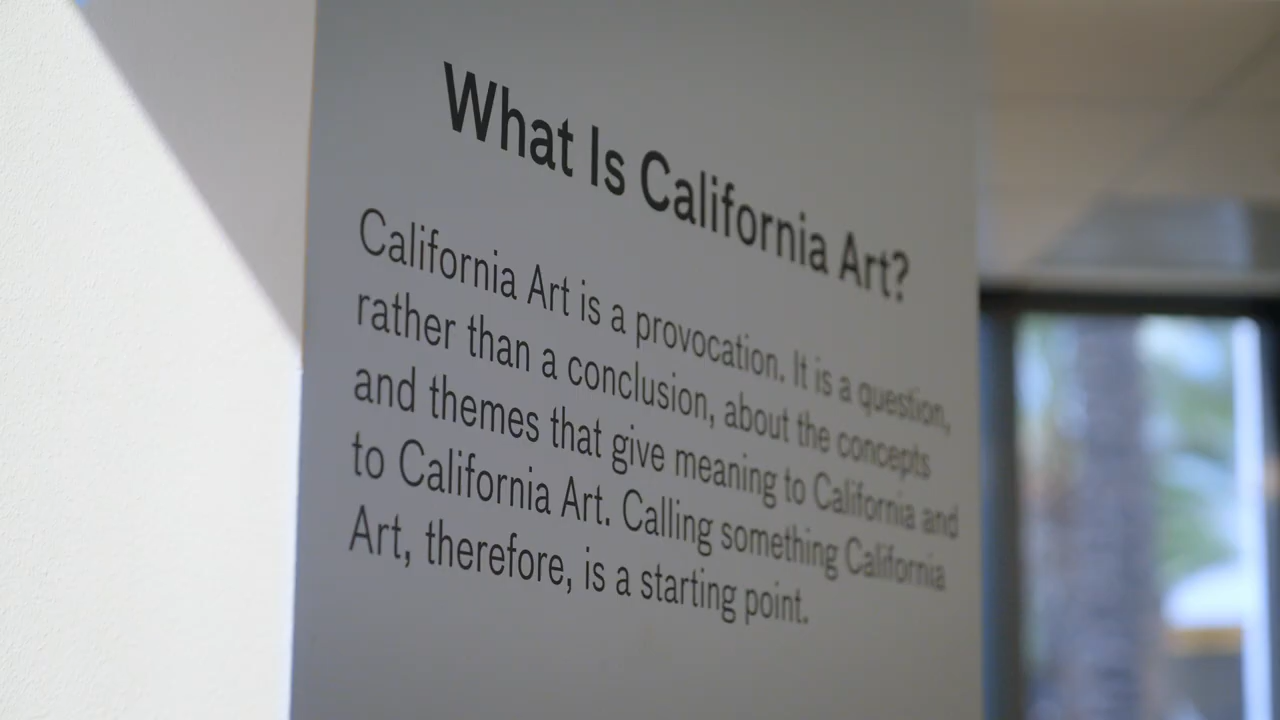 What Is California Art?
California Art is a provocation. It is a question,
rather than a conclusion, about the concepts
and themes that give meaning to California and
to California Art. Calling something California
Art, therefore, is a starting point.